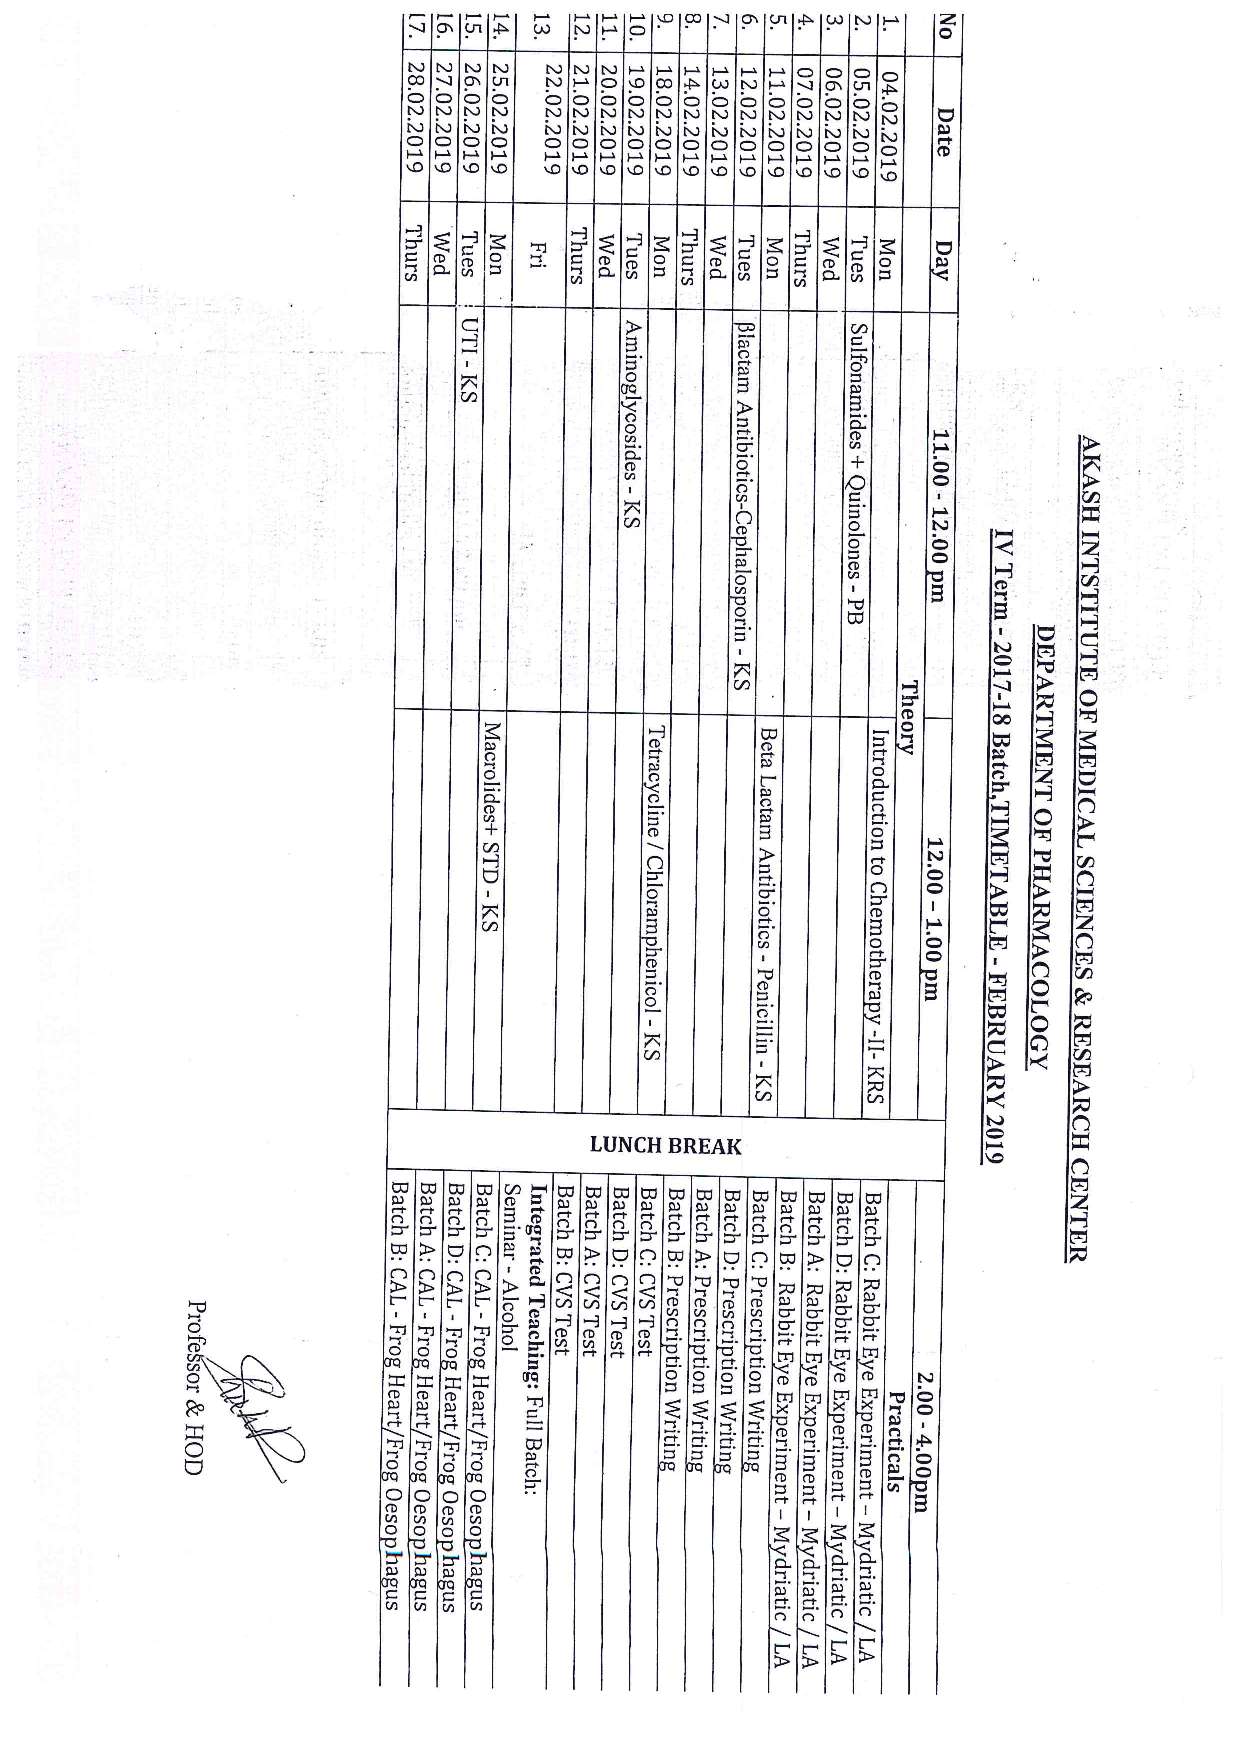 AKASH INTSTITUTE OF MEDICAL SCIENCES & RESEARCH CENTER
DEPARTMENT OF PHARMACOLOGY
IV Term - 2017-18 Batch,TIMETABLE - FEBRUARY 2019
No Date Day 11.00 - 12.00 pm 12.00 – 1.00 pm 2.00 - 4.00pm
Theory Practicals
1. 04.02.2019 Mon Introduction to Chemotherapy -II- KRS Batch C: Rabbit Eye Experiment – Mydriatic / LA
2. 05.02.2019 Tues Sulfonamides + Quinolones - PB Batch D: Rabbit Eye Experiment – Mydriatic / LA
3. 06.02.2019 Wed Batch A: Rabbit Eye Experiment – Mydriatic / LA
4. 07.02.2019 Thurs Batch B: Rabbit Eye Experiment – Mydriatic / LA
5. 11.02.2019 Mon Beta Lactam Antibiotics - Penicillin - KS Batch C: Prescription Writing
6. 12.02.2019 Tues βlactam Antibiotics-Cephalosporin - KS Batch D: Prescription Writing
7. 13.02.2019 Wed Batch A: Prescription Writing
8. 14.02.2019 Thurs Batch B: Prescription Writing
9. 18.02.2019 Mon Tetracycline / Chloramphenicol - KS Batch C: CVS Test
10. 19.02.2019 Tues Aminoglycosides - KS Batch D: CVS Test
11. 20.02.2019 Wed Batch A: CVS Test
12. 21.02.2019 Thurs Batch B: CVS Test
13. 22.02.2019 Fri Integrated Teaching: Full Batch:
Seminar - Alcohol
14. 25.02.2019 Mon Macrolides+ STD - KS Batch C: CAL - Frog Heart/Frog Oesophagus
15. 26.02.2019 Tues UTI - KS Batch D: CAL - Frog Heart/Frog Oesophagus
16. 27.02.2019 Wed Batch A: CAL - Frog Heart/Frog Oesophagus
17. 28.02.2019 Thurs Batch B: CAL - Frog Heart/Frog Oesophagus
LUNCH BREAK
Professor & HOD